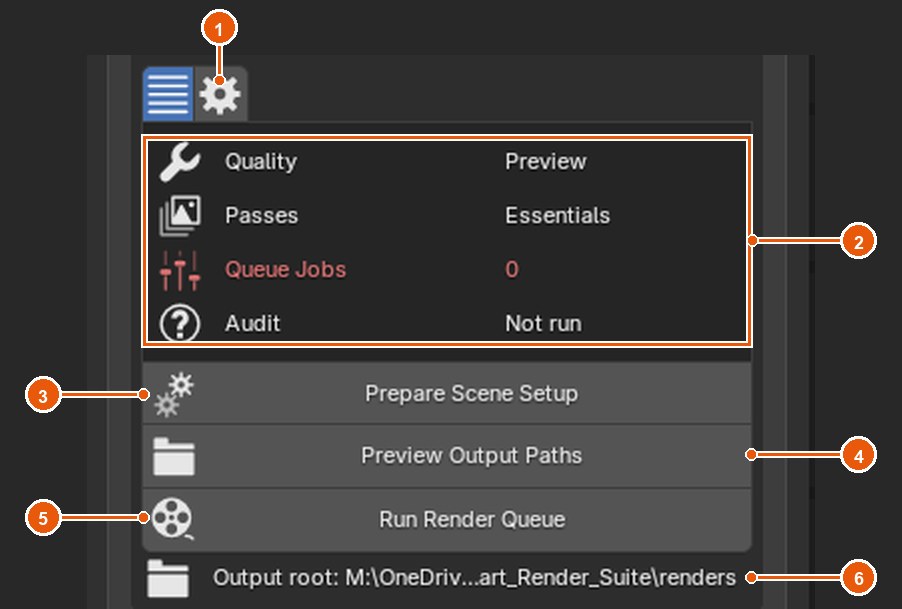 1
Quality Preview
Passes Essentials
2
Queue Jobs 0
Audit Not run
3 Prepare Scene Setup
Preview Output Paths 4
5 Run Render Queue
Output root: M:\OneDriv...art_Render_Suite\renders 6